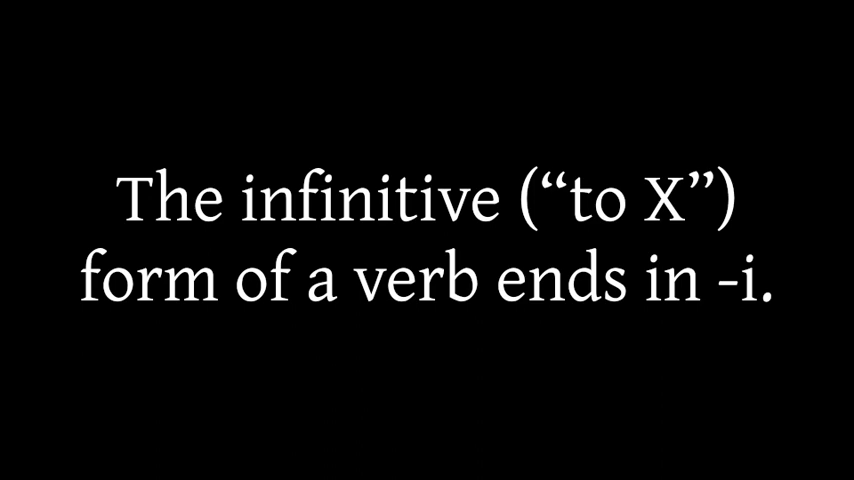 The infinitive (“to X”)
form of a verb ends in -i.